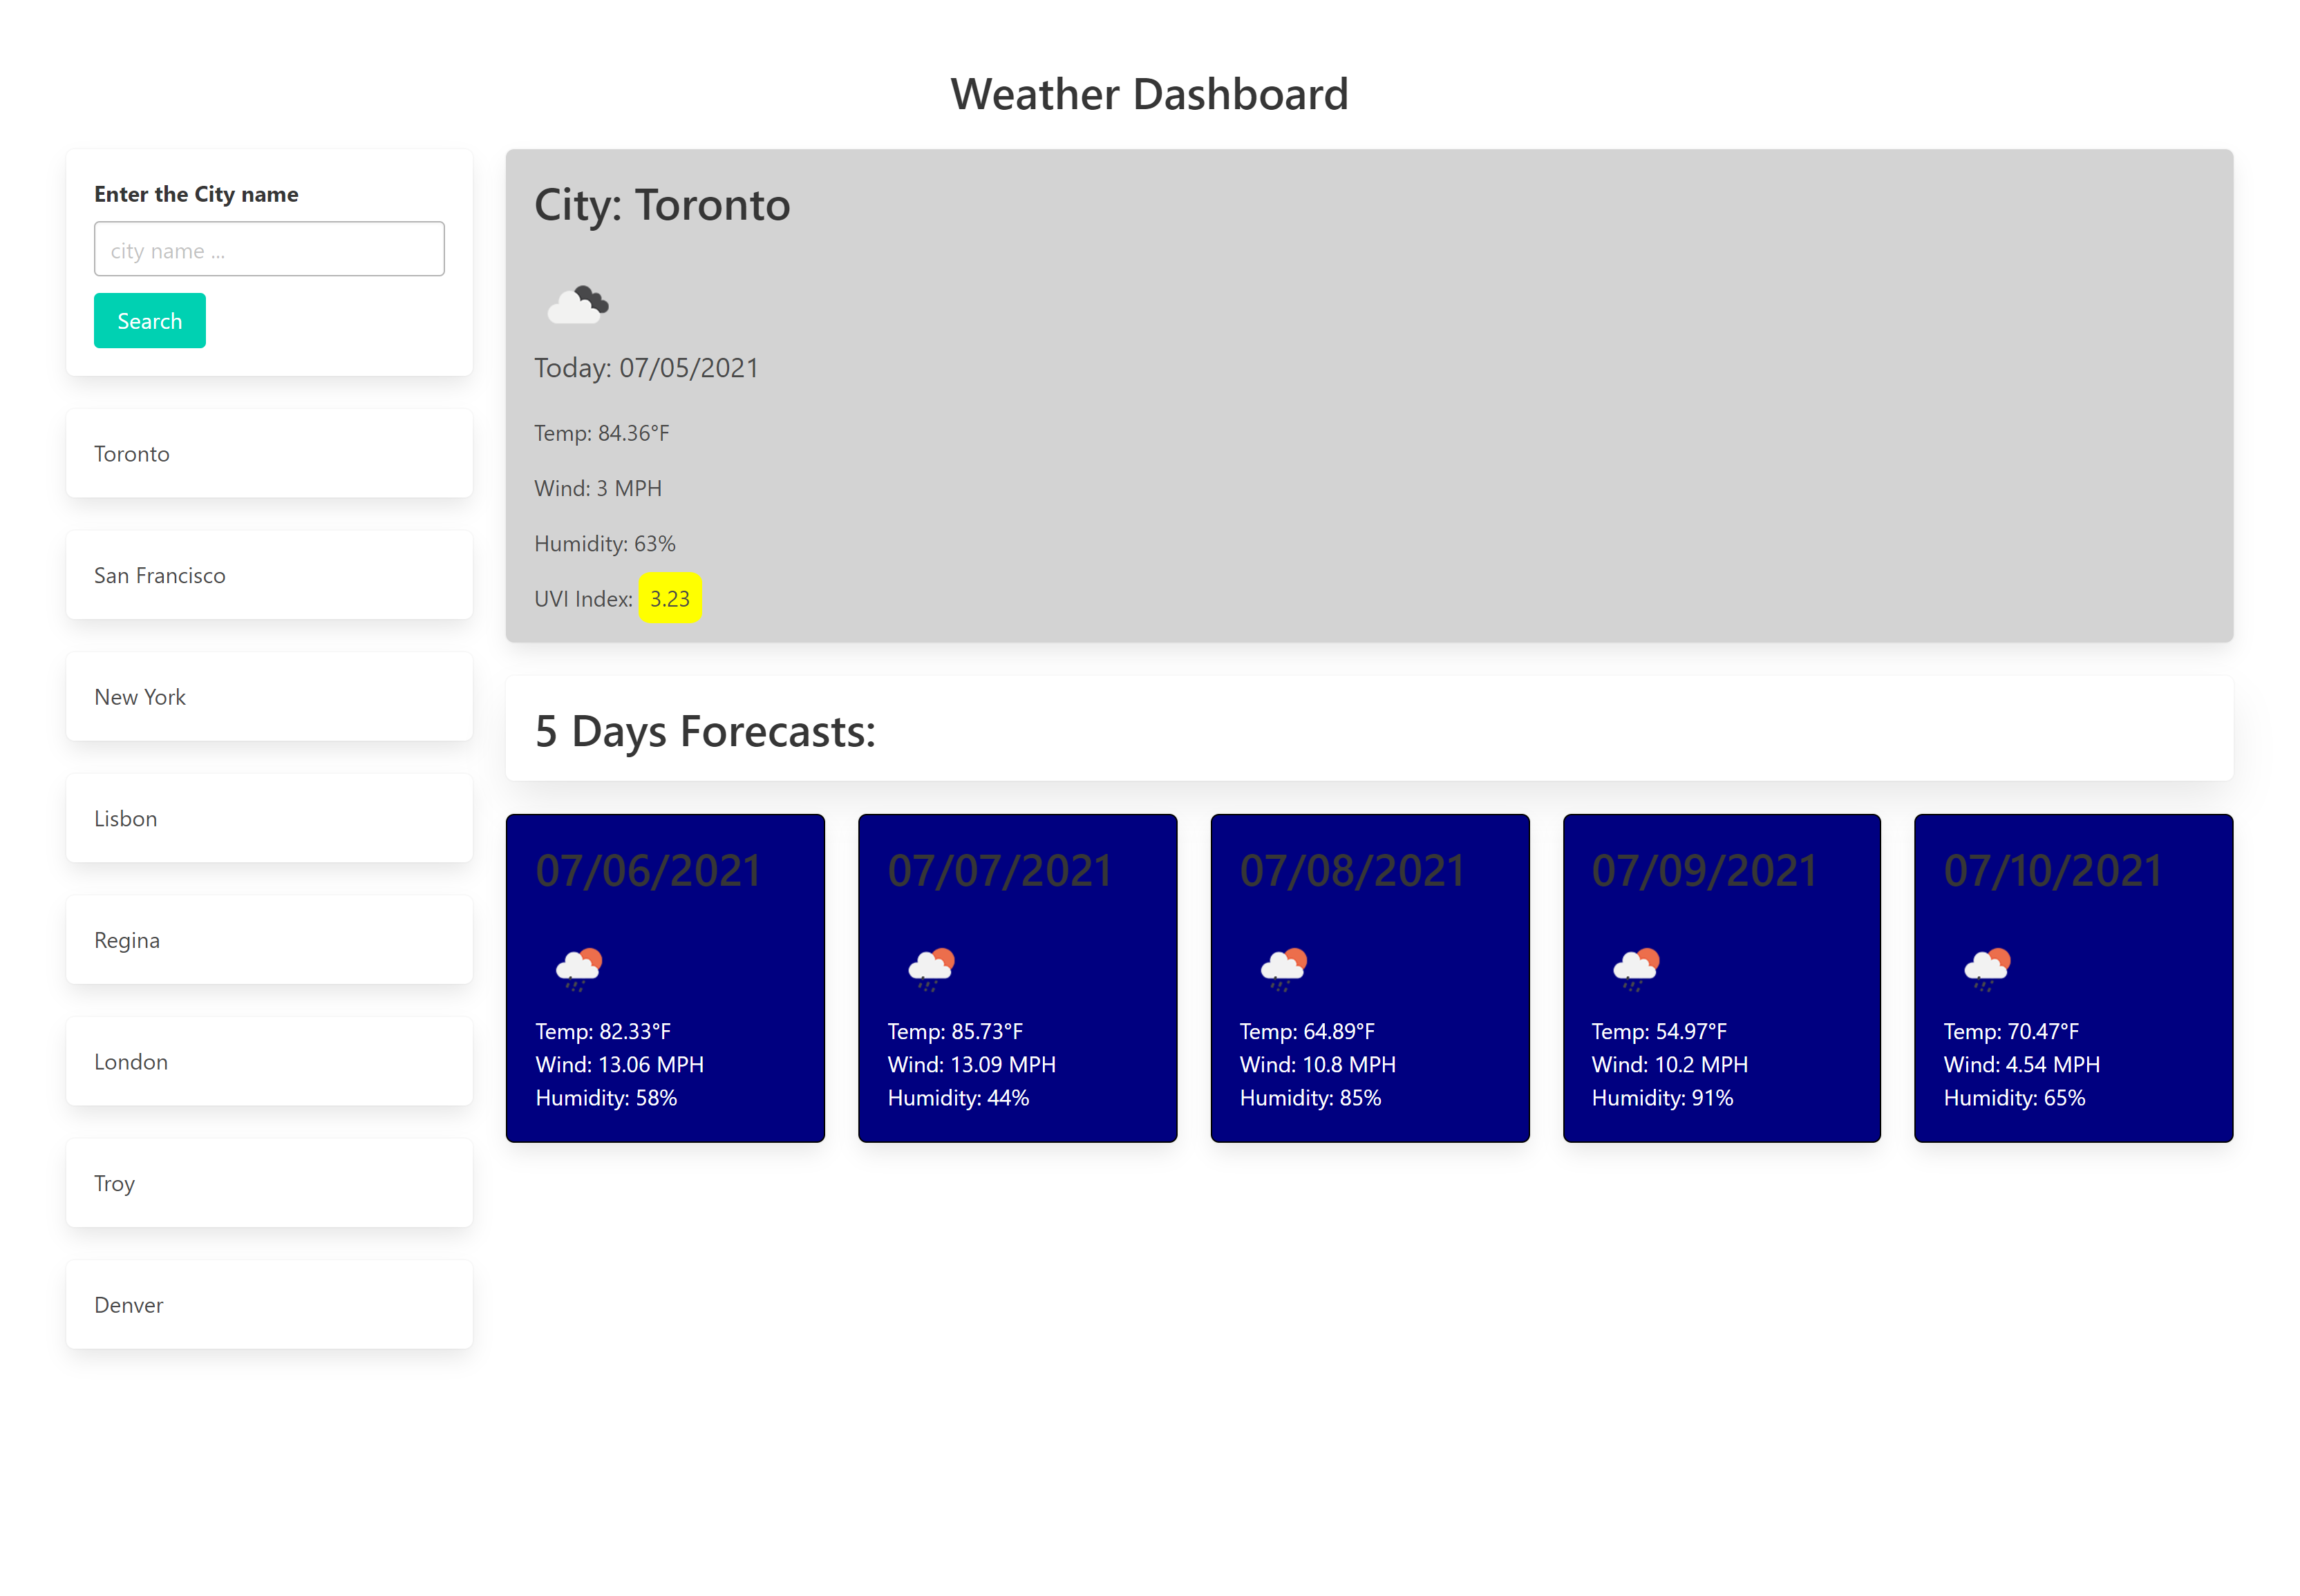 Weather Dashboard
Enter the City name
city name ...
Search
Toronto
San Francisco
New York
Lisbon
Regina
London
Troy
Denver
City: Toronto
Today: 07/05/2021
Temp: 84.36°F
Wind: 3 MPH
Humidity: 63%
UVI Index: 3.23
5 Days Forecasts:
07/06/2021
Temp: 82.33°F
Wind: 13.06 MPH
Humidity: 58%
07/07/2021
Temp: 85.73°F
Wind: 13.09 MPH
Humidity: 44%
07/08/2021
Temp: 64.89°F
Wind: 10.8 MPH
Humidity: 85%
07/09/2021
Temp: 54.97°F
Wind: 10.2 MPH
Humidity: 91%
07/10/2021
Temp: 70.47°F
Wind: 4.54 MPH
Humidity: 65%